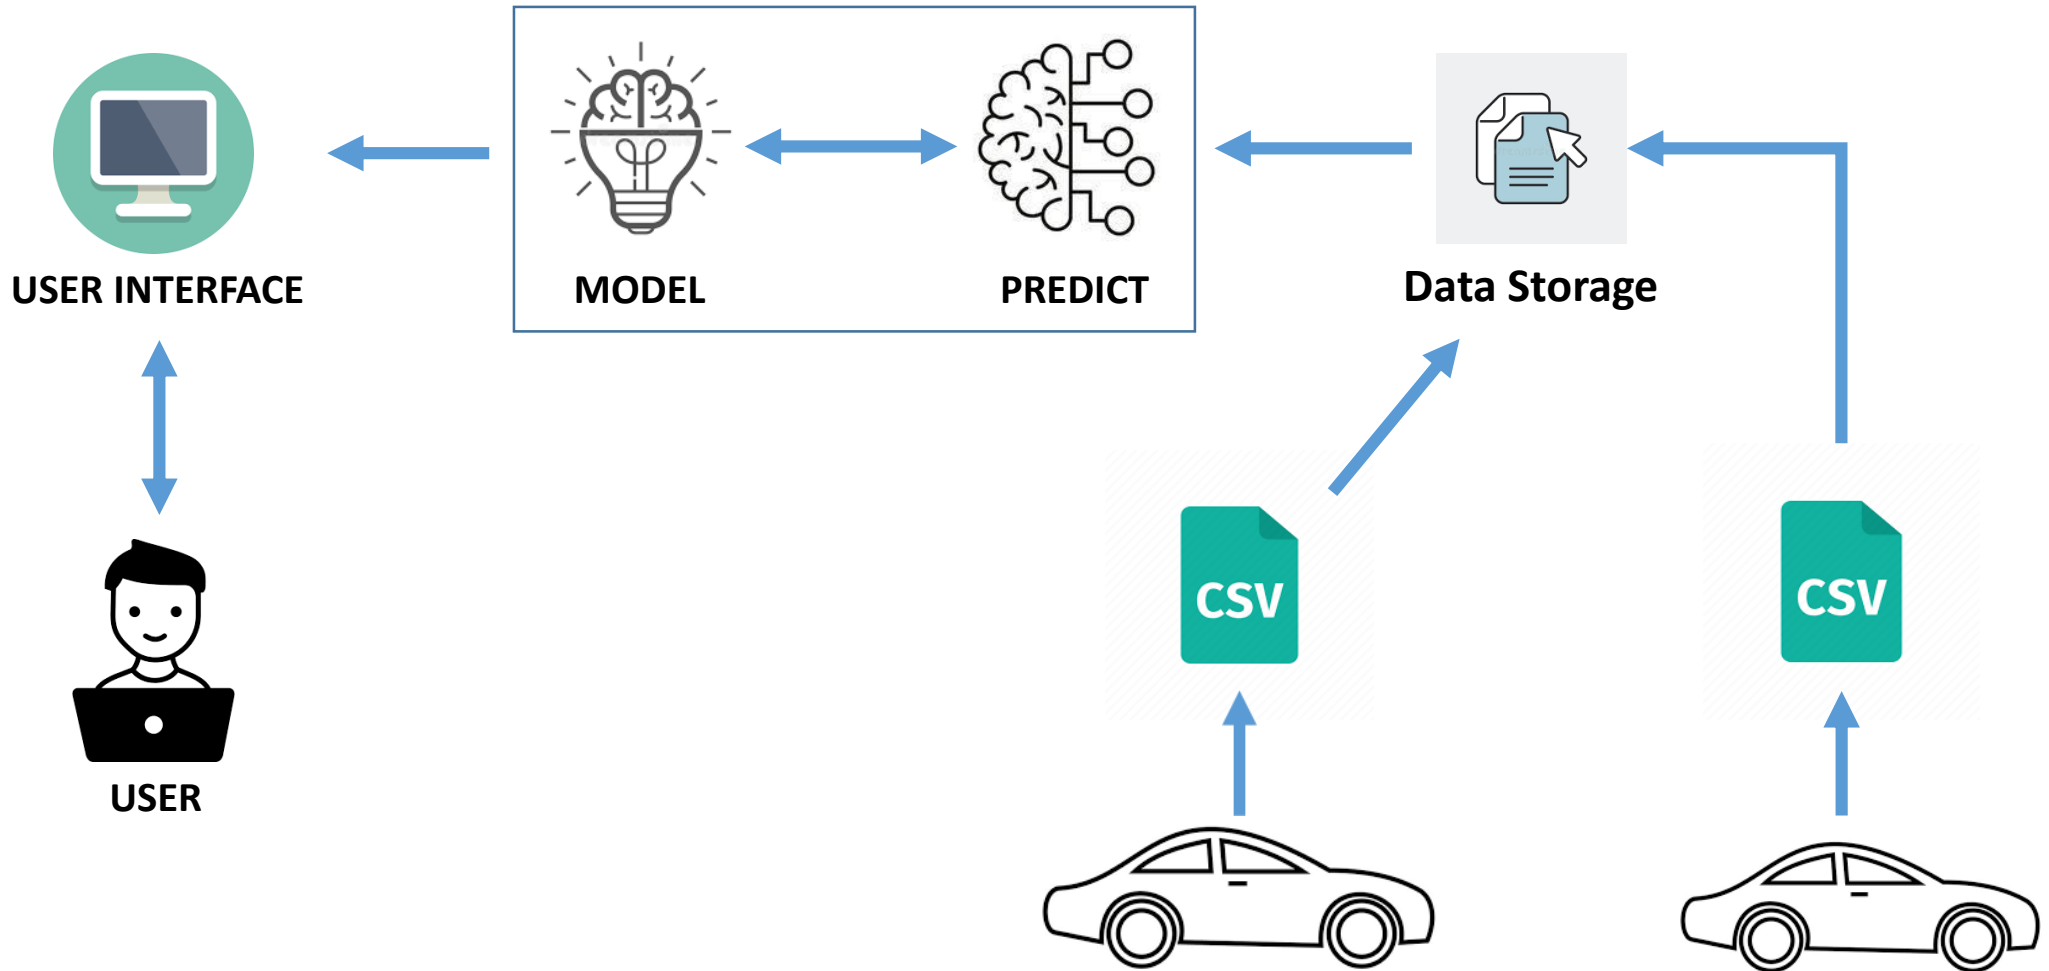 USER INTERFACE
MODEL
PREDICT
Data Storage
CSV
CSV
USER